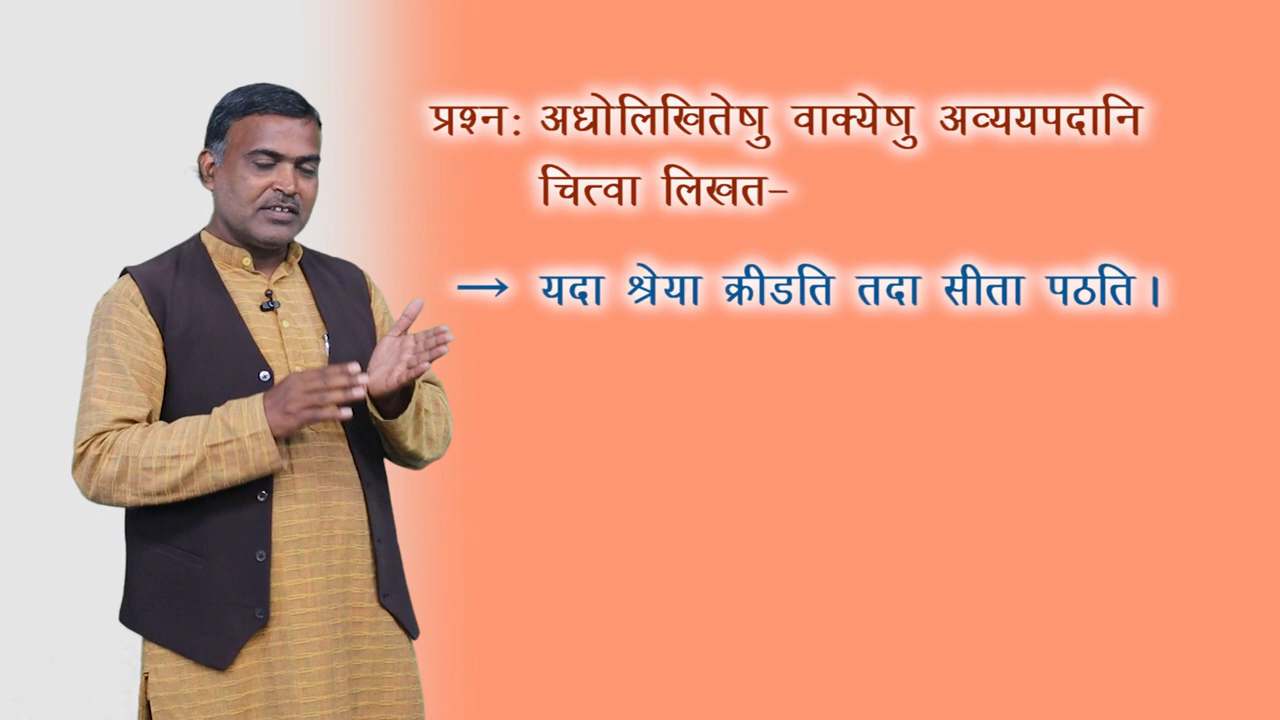 प्रश्न: अधोलिखितेषु वाक्येषु अव्ययपदानि
चित्वा लिखत-
→ यदा श्रेया क्रीडति तदा सीता पठति।